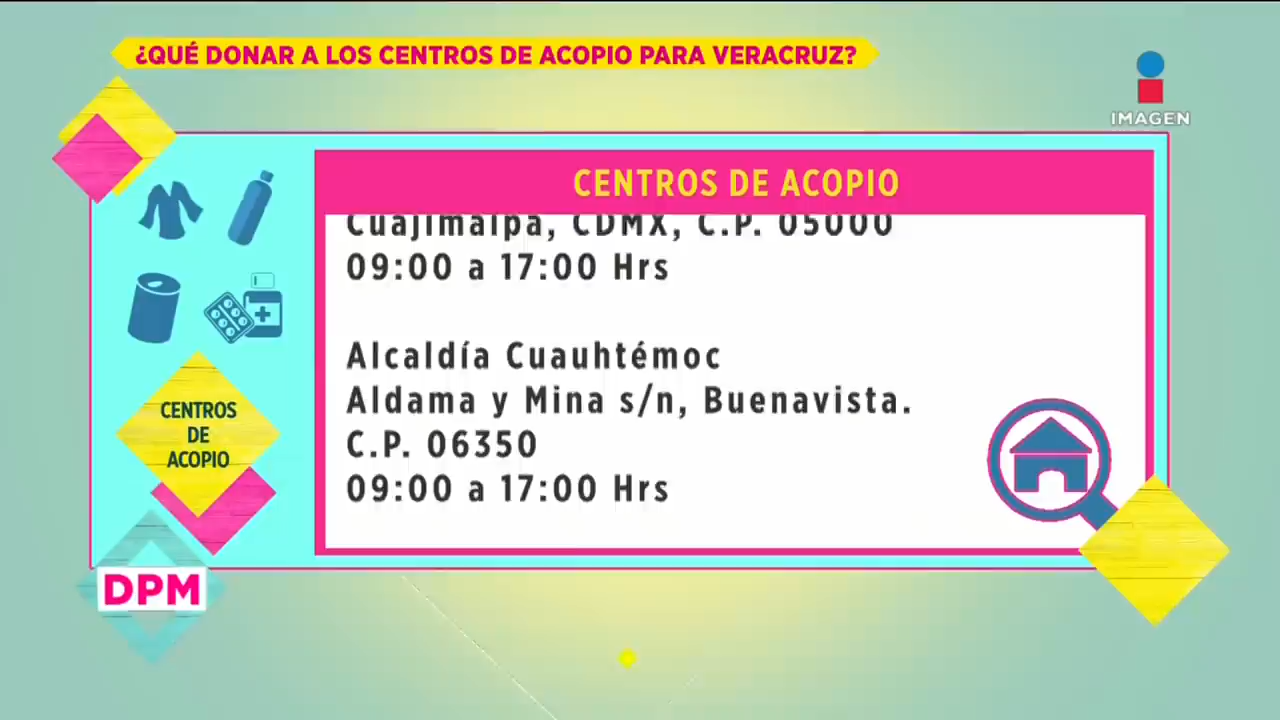 ¿QUÉ DONAR A LOS CENTROS DE ACOPIO PARA VERACRUZ?
IMAGEN
CENTROS DE ACOPIO
Cuajimalpa, CDMX, C.P. 05000
09:00 a 17:00 Hrs
Alcaldía Cuauhtémoc
Aldama y Mina s/n, Buenavista.
C.P. 06350
09:00 a 17:00 Hrs
CENTROS
DE
ACOPIO
DPM